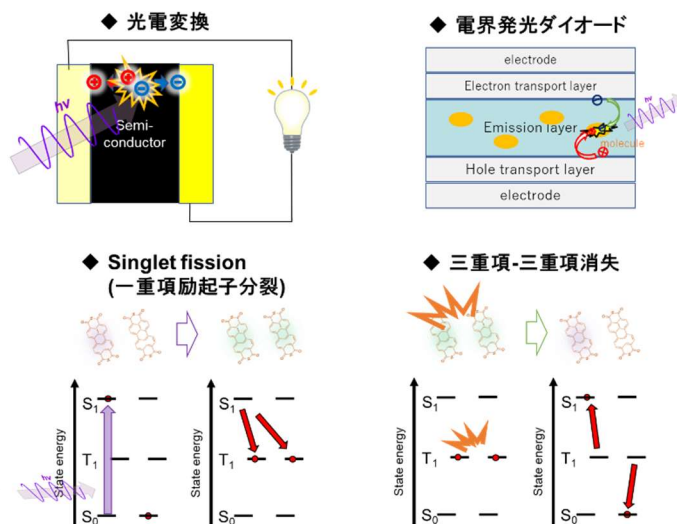 ◆ 光電変換
hν
Semi-
conductor
◆ 電界発光ダイオード
electrode
Electron transport layer
Emission layer
molecule
Hole transport layer
electrode
◆ Singlet fission
(一重項励起子分裂)
State energy
S1
T1
S0
hν
State energy
S1
T1
S0
◆ 三重項-三重項消失
State energy
S1
T1
S0
State energy
S1
T1
S0